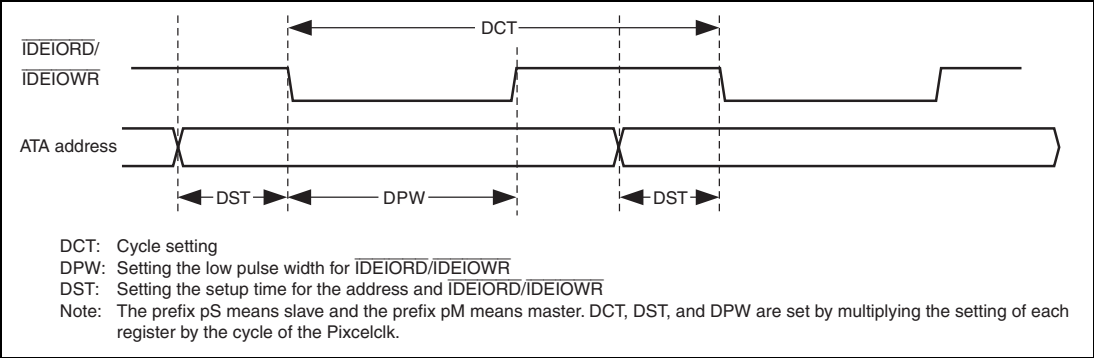 DCT
IDEIORD/
IDEIOWR
ATA address
DST DPW DST
DCT: Cycle setting
DPW: Setting the low pulse width for IDEIORD/IDEIOWR
DST: Setting the setup time for the address and IDEIORD/IDEIOWR
Note: The prefix pS means slave and the prefix pM means master. DCT, DST, and DPW are set by multiplying the setting of each
register by the cycle of the Pixcelclk.